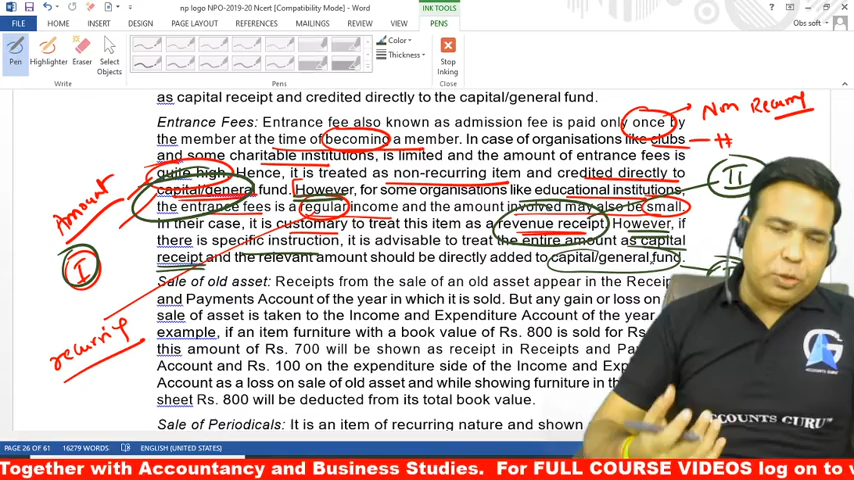 np logo NPO-2019-20 Ncert [Compatibility Mode] - Word
INK TOOLS
FILE HOME INSERT DESIGN PAGE LAYOUT REFERENCES MAILINGS REVIEW VIEW PENS
Obs soft
Pen Highlighter Eraser Select Objects
Color
Thickness
Stop Inking
Write Pens
as capital receipt and credited directly to the capital/general fund.
Non Recurring
Entrance Fees: Entrance fee also known as admission fee is paid only once by
the member at the time of becoming a member. In case of organisations like clubs
and some charitable institutions, is limited and the amount of entrance fees is
quite high. Hence, it is treated as non-recurring item and credited directly to
capital/general fund. However, for some organisations like educational institutions,
the entrance fees is a regular income and the amount involved may also be small.
In their case, it is customary to treat this item as a revenue receipt. However, if
there is specific instruction, it is advisable to treat the entire amount as capital
receipt and the relevant amount should be directly added to capital/general fund.
Amount
I
II
recurring
Sale of old asset: Receipts from the sale of an old asset appear in the Receip
and Payments Account of the year in which it is sold. But any gain or loss on
sale of asset is taken to the Income and Expenditure Account of the year.
example, if an item furniture with a book value of Rs. 800 is sold for Rs.
this amount of Rs. 700 will be shown as receipt in Receipts and Pa
Account and Rs. 100 on the expenditure side of the Income and Exp
Account as a loss on sale of old asset and while showing furniture in th
sheet Rs. 800 will be deducted from its total book value.
Sale of Periodicals: It is an item of recurring nature and shown
ACCOUNTS GURU
PAGE 26 OF 61 16279 WORDS ENGLISH (UNITED STATES)
Together with Accountancy and Business Studies. For FULL COURSE VIDEOS log on to w